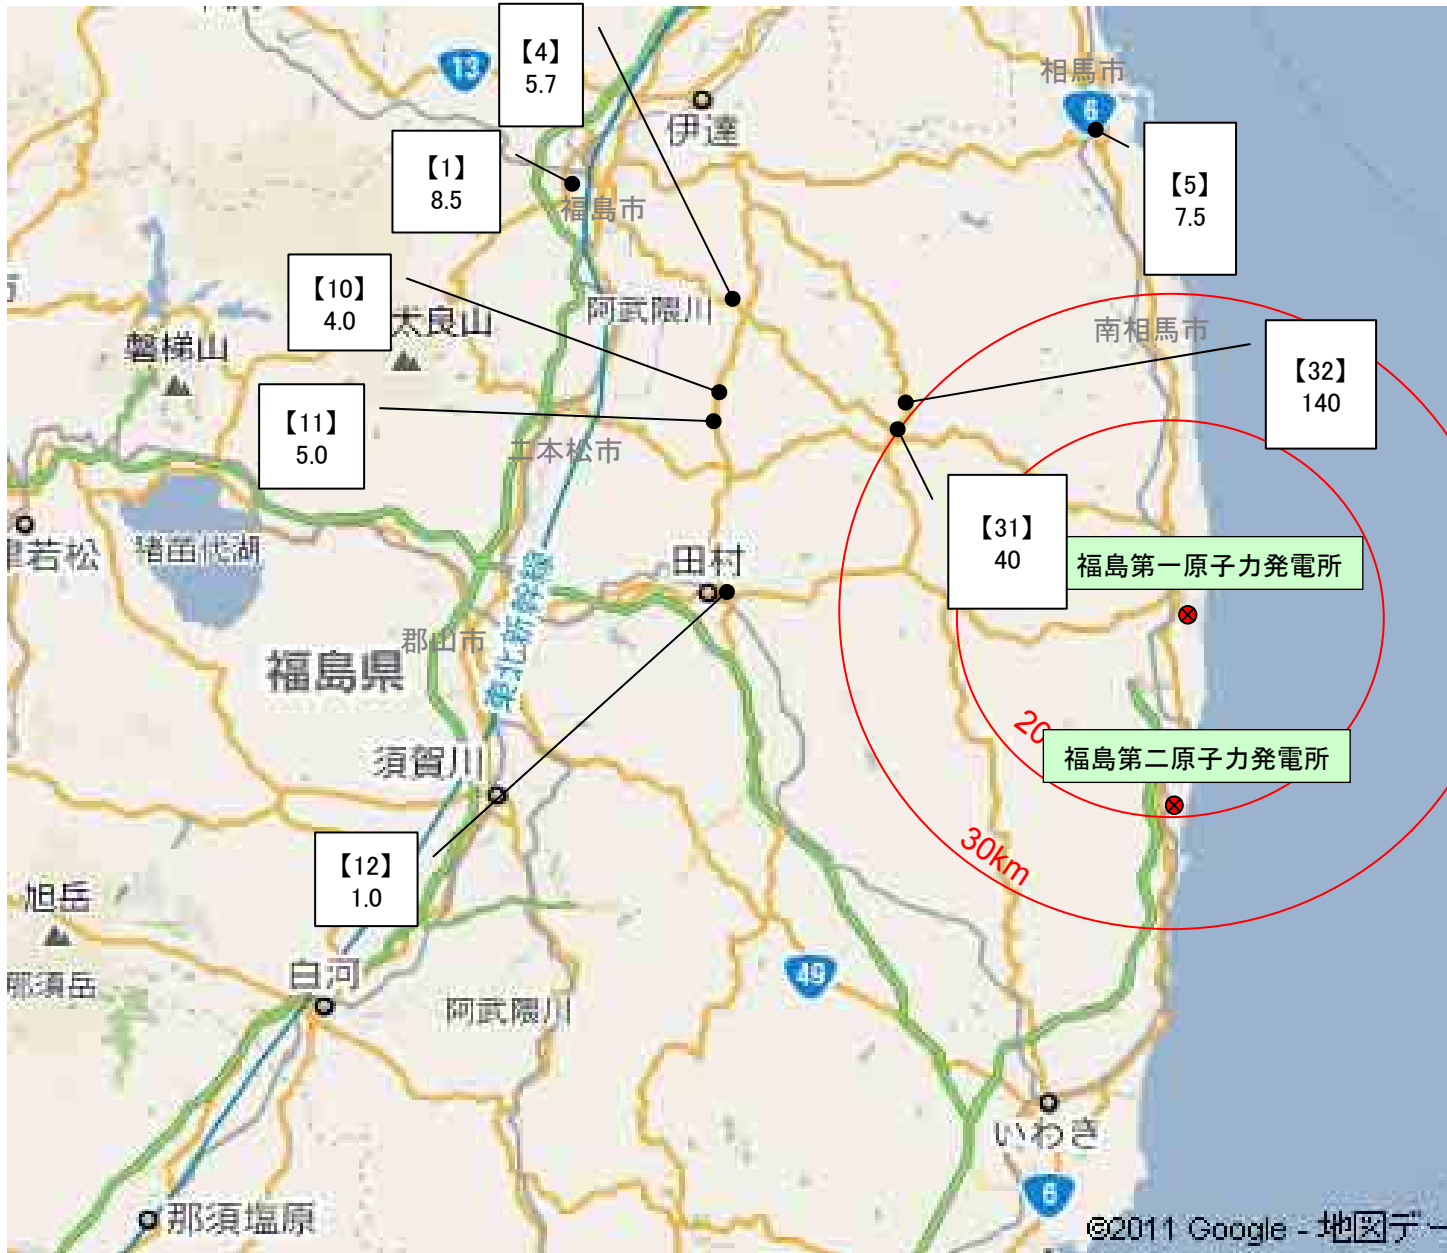 13
【4】
5.7
伊達
相馬市
6
【1】
8.5
福島市
【5】
7.5
【10】
4.0
阿武隈川
南相馬市
磐梯山
【32】
140
【11】
5.0
二本松市
【31】
40
猪苗代湖
田村
福島第一原子力発電所
東北新幹線
郡山市
福島県
20
福島第二原子力発電所
須賀川
30km
【12】
1.0
旭岳
白河
49
那須岳
阿武隈川
いわき
6
那須塩原
©2011 Google - 地図デー